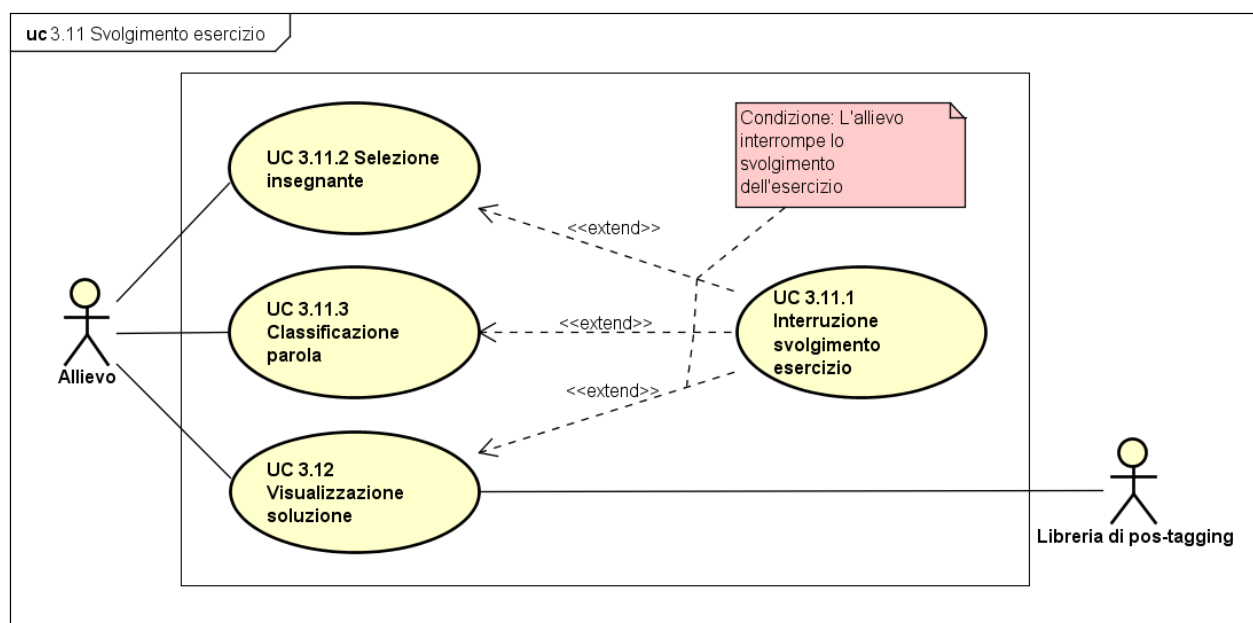 uc 3.11 Svolgimento esercizio
UC 3.11.2 Selezione
insegnante
Condizione: L'allievo
interrompe lo
svolgimento
dell'esercizio
<<extend>>
UC 3.11.3
Classificazione
parola
<<extend>>
UC 3.11.1
Interruzione
svolgimento
esercizio
Allievo
<<extend>>
UC 3.12
Visualizzazione
soluzione
Libreria di pos-tagging